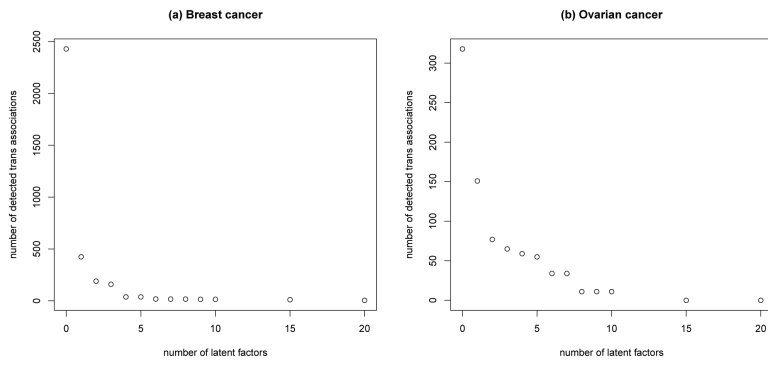 (a) Breast cancer
number of detected trans associations
2500
2000
1500
1000
500
0
0 5 10 15 20
number of latent factors
(b) Ovarian cancer
number of detected trans associations
300
250
200
150
100
50
0
0 5 10 15 20
number of latent factors